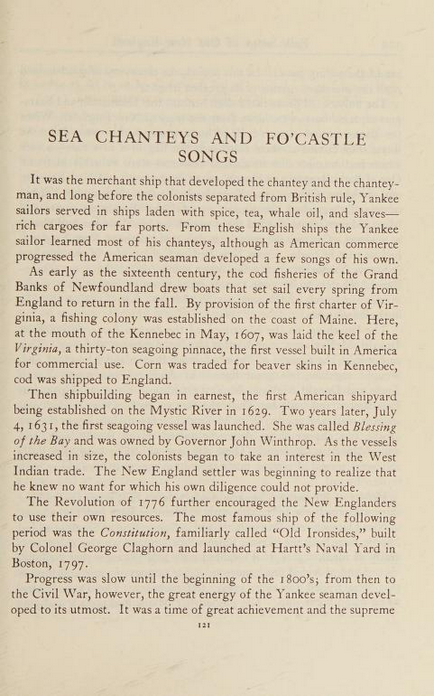 SEA CHANTEYS AND FO'CASTLE
SONGS
It was the merchant ship that developed the chantey and the chantey-
man, and long before the colonists separated from British rule, Yankee
sailors served in ships laden with spice, tea, whale oil, and slaves—
rich cargoes for far ports. From these English ships the Yankee
sailor learned most of his chanteys, although as American commerce
progressed the American seaman developed a few songs of his own.
As early as the sixteenth century, the cod fisheries of the Grand
Banks of Newfoundland drew boats that set sail every spring from
England to return in the fall. By provision of the first charter of Vir-
ginia, a fishing colony was established on the coast of Maine. Here,
at the mouth of the Kennebec in May, 1607, was laid the keel of the
Virginia, a thirty-ton seagoing pinnace, the first vessel built in America
for commercial use. Corn was traded for beaver skins in Kennebec,
cod was shipped to England.
Then shipbuilding began in earnest, the first American shipyard
being established on the Mystic River in 1629. Two years later, July
4, 1631, the first seagoing vessel was launched. She was called Blessing
of the Bay and was owned by Governor John Winthrop. As the vessels
increased in size, the colonists began to take an interest in the West
Indian trade. The New England settler was beginning to realize that
he knew no want for which his own diligence could not provide.
The Revolution of 1776 further encouraged the New Englanders
to use their own resources. The most famous ship of the following
period was the Constitution, familiarly called "Old Ironsides," built
by Colonel George Claghorn and launched at Hartt's Naval Yard in
Boston, 1797.
Progress was slow until the beginning of the 1800's; from then to
the Civil War, however, the great energy of the Yankee seaman devel-
oped to its utmost. It was a time of great achievement and the supreme
121